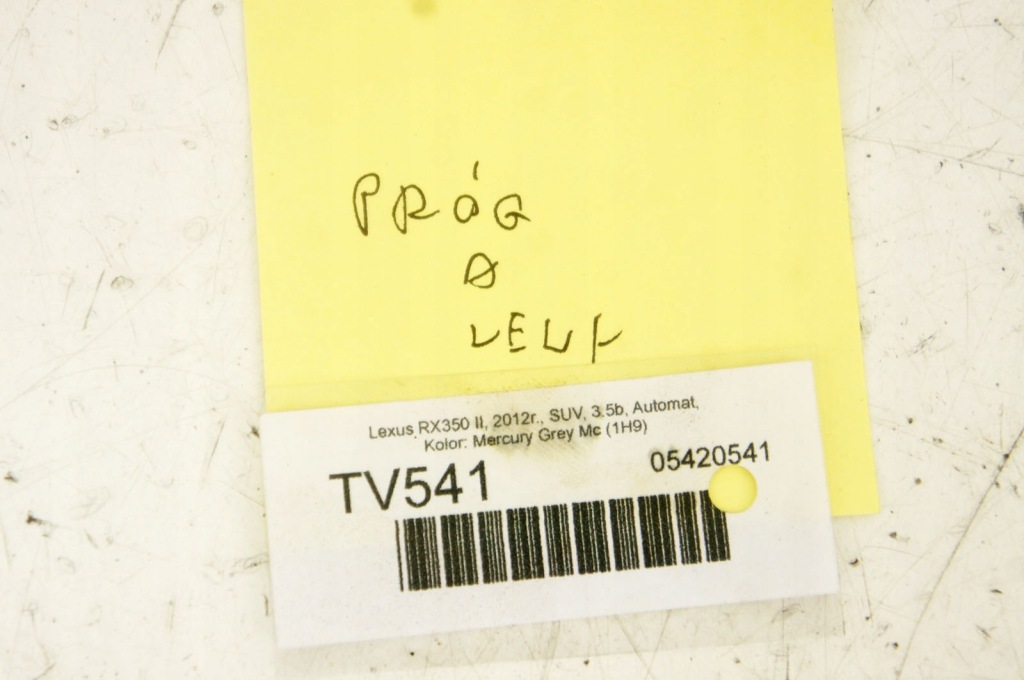 PRÓG
A
LEWY
Lexus RX350 II, 2012r., SUV, 3.5b, Automat,
Kolor: Mercury Grey Mc (1H9)
TV541
05420541